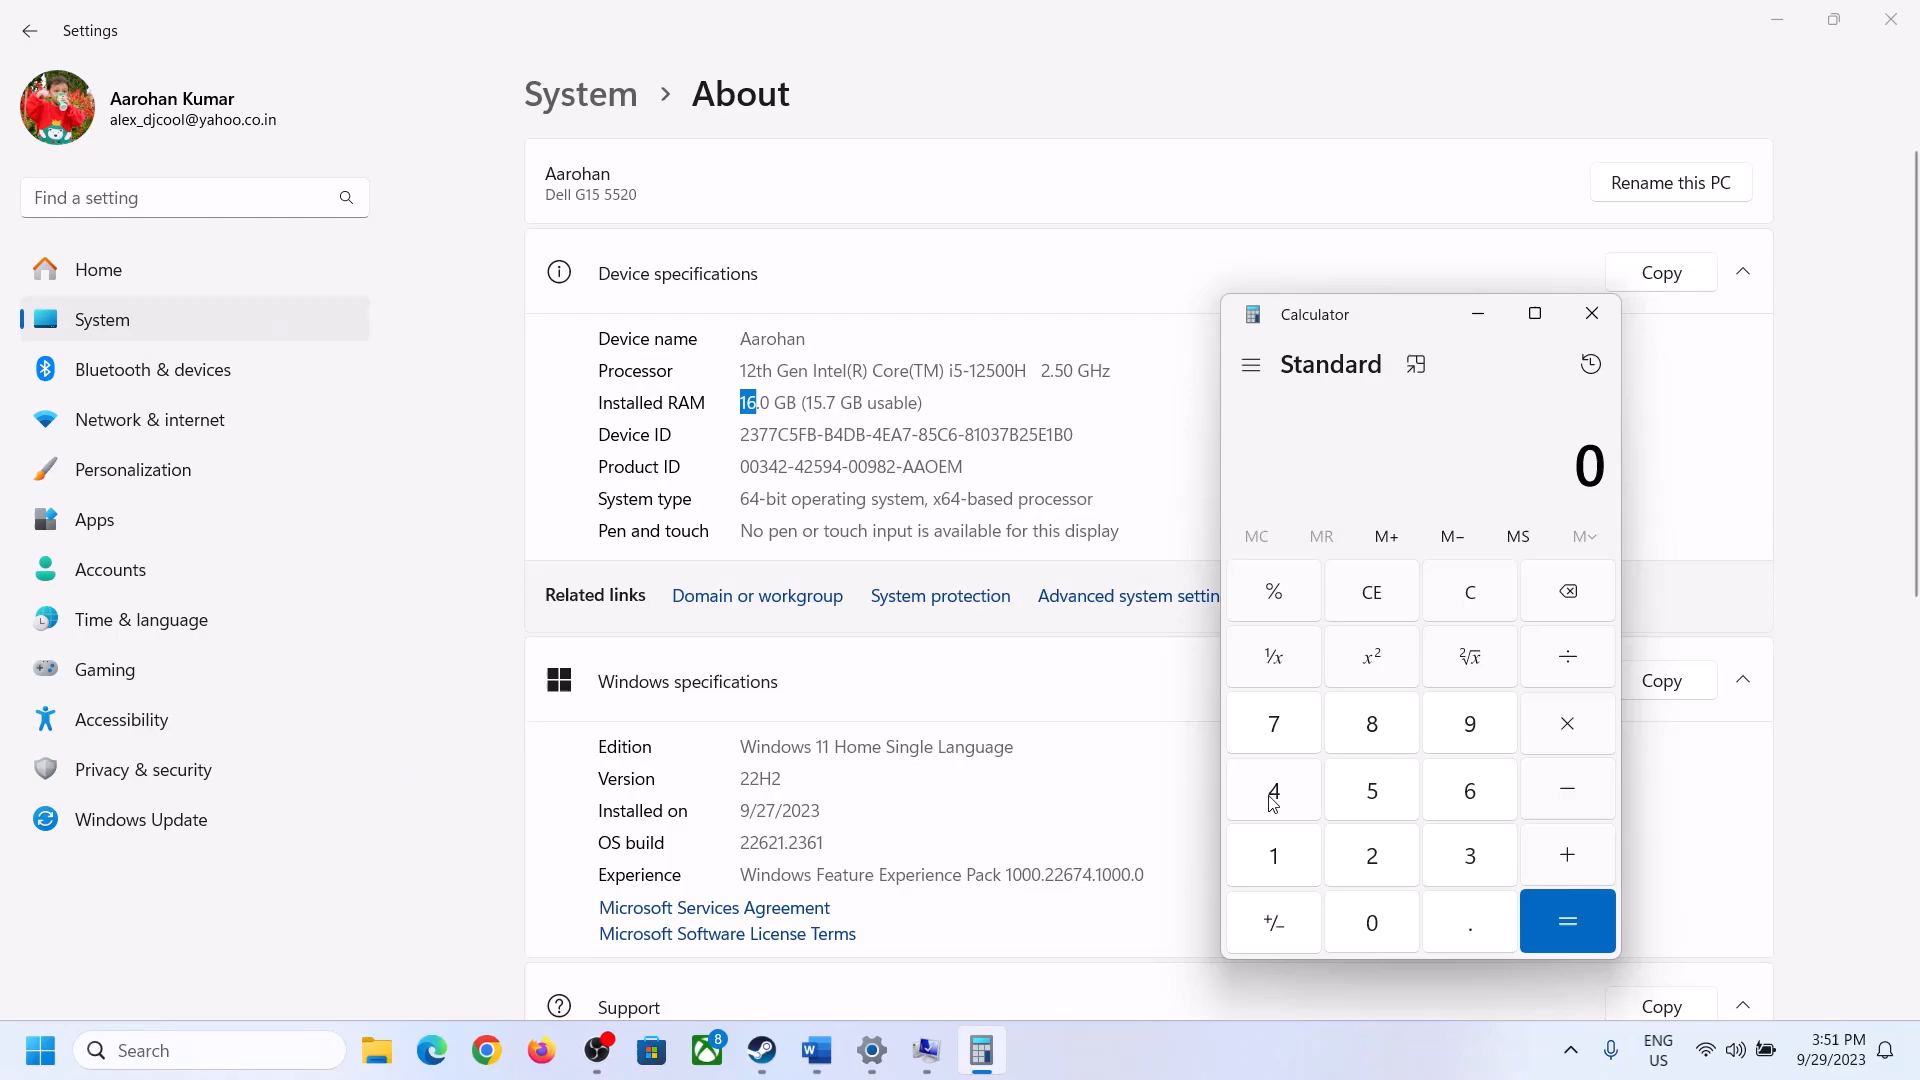 Settings
Aarohan Kumar
alex_djcool@yahoo.co.in
Find a setting
Home
System
Bluetooth & devices
Network & internet
Personalization
Apps
Accounts
Time & language
Gaming
Accessibility
Privacy & security
Windows Update
System > About
Aarohan
Dell G15 5520
Rename this PC
Device specifications
Copy
Device name Aarohan
Processor 12th Gen Intel(R) Core(TM) i5-12500H 2.50 GHz
Installed RAM 16.0 GB (15.7 GB usable)
Device ID 2377C5FB-B4DB-4EA7-85C6-81037B25E1B0
Product ID 00342-42594-00982-AAOEM
System type 64-bit operating system, x64-based processor
Pen and touch No pen or touch input is available for this display
Related links Domain or workgroup System protection Advanced system settin
Windows specifications
Copy
Edition Windows 11 Home Single Language
Version 22H2
Installed on 9/27/2023
OS build 22621.2361
Experience Windows Feature Experience Pack 1000.22674.1000.0
Microsoft Services Agreement
Microsoft Software License Terms
Support
Copy
Calculator
Standard
0
MC MR M+ M− MS M
% CE C
¹/x x² ²√x ÷
7 8 9 ×
4 5 6 −
1 2 3 +
+/− 0 . =
Search
8
ENG
US
3:51 PM
9/29/2023